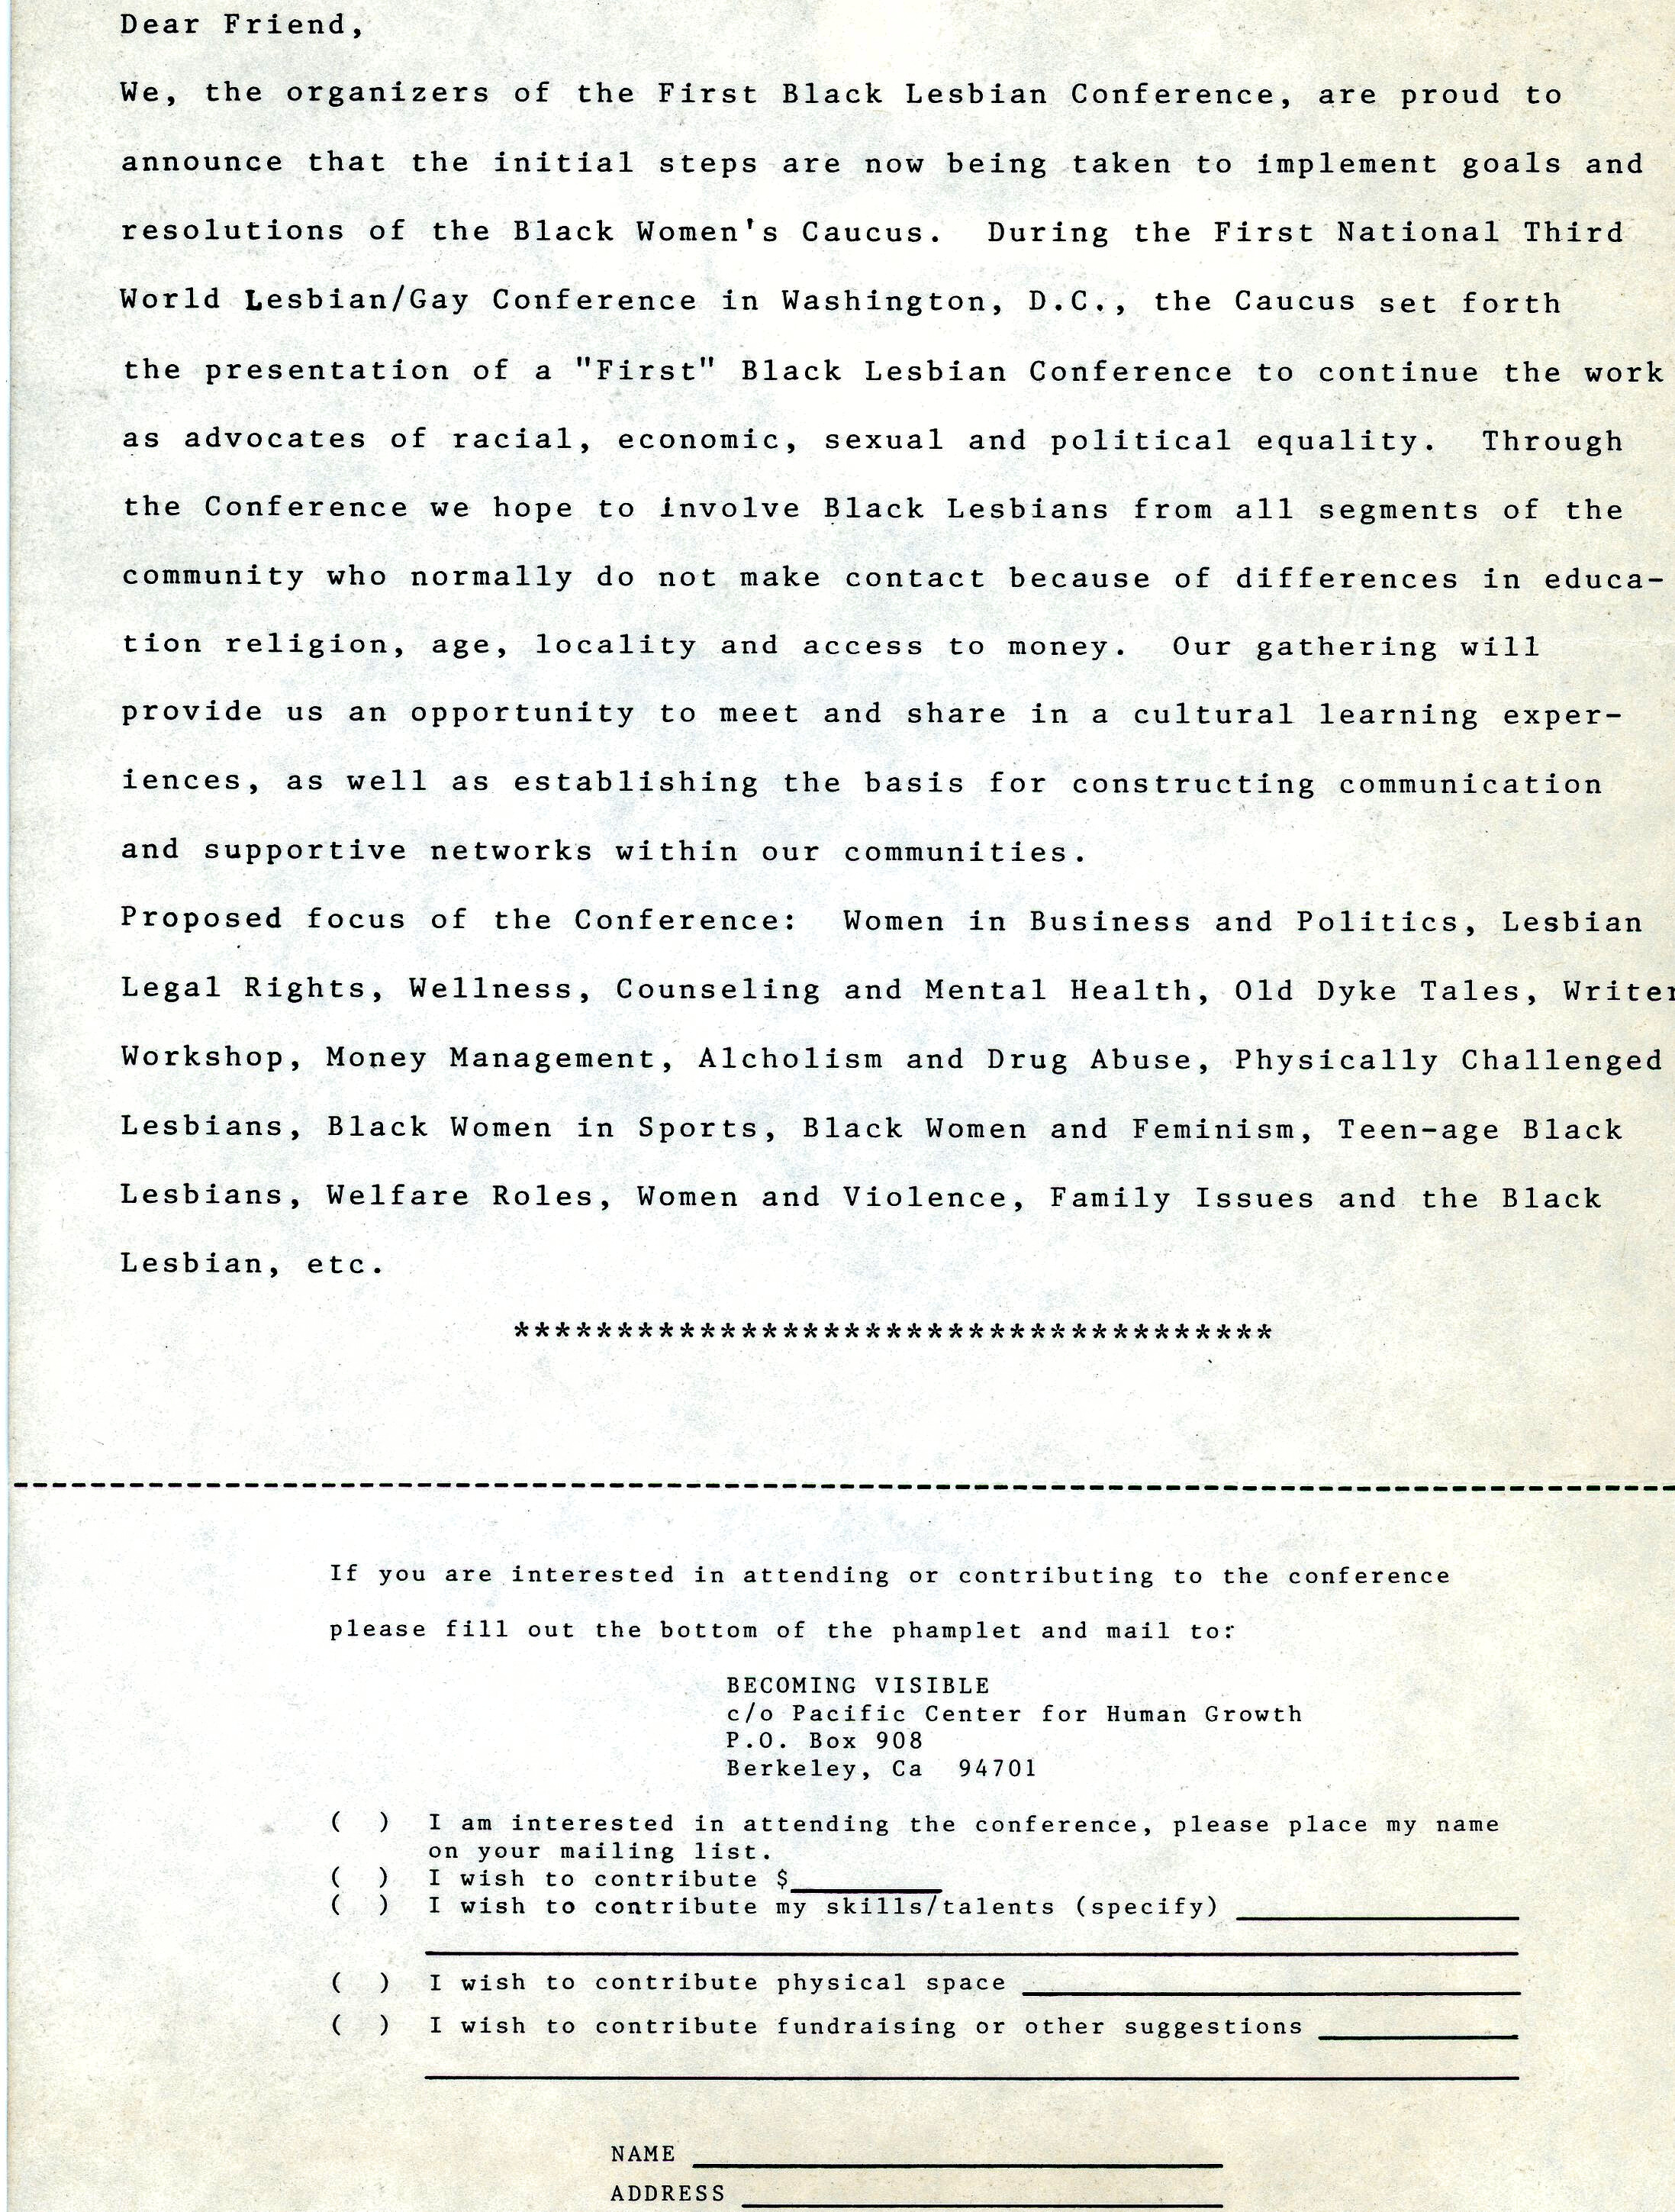 Dear Friend,
We, the organizers of the First Black Lesbian Conference, are proud to
announce that the initial steps are now being taken to implement goals and
resolutions of the Black Women's Caucus.  During the First National Third
World Lesbian/Gay Conference in Washington, D.C., the Caucus set forth
the presentation of a "First" Black Lesbian Conference to continue the work
as advocates of racial, economic, sexual and political equality.  Through
the Conference we hope to involve Black Lesbians from all segments of the
community who normally do not make contact because of differences in educa-
tion religion, age, locality and access to money.  Our gathering will
provide us an opportunity to meet and share in a cultural learning exper-
iences, as well as establishing the basis for constructing communication
and supportive networks within our communities.
Proposed focus of the Conference:  Women in Business and Politics, Lesbian
Legal Rights, Wellness, Counseling and Mental Health, Old Dyke Tales, Writer
Workshop, Money Management, Alcholism and Drug Abuse, Physically Challenged
Lesbians, Black Women in Sports, Black Women and Feminism, Teen-age Black
Lesbians, Welfare Roles, Women and Violence, Family Issues and the Black
Lesbian, etc.
*************************************
If you are interested in attending or contributing to the conference
please fill out the bottom of the phamplet and mail to:
BECOMING VISIBLE
c/o Pacific Center for Human Growth
P.O. Box 908
Berkeley, Ca  94701
(  )  I am interested in attending the conference, please place my name
on your mailing list.
(  )  I wish to contribute $_________
(  )  I wish to contribute my skills/talents (specify) _________
(  )  I wish to contribute physical space _________
(  )  I wish to contribute fundraising or other suggestions _________
NAME _________
ADDRESS _________